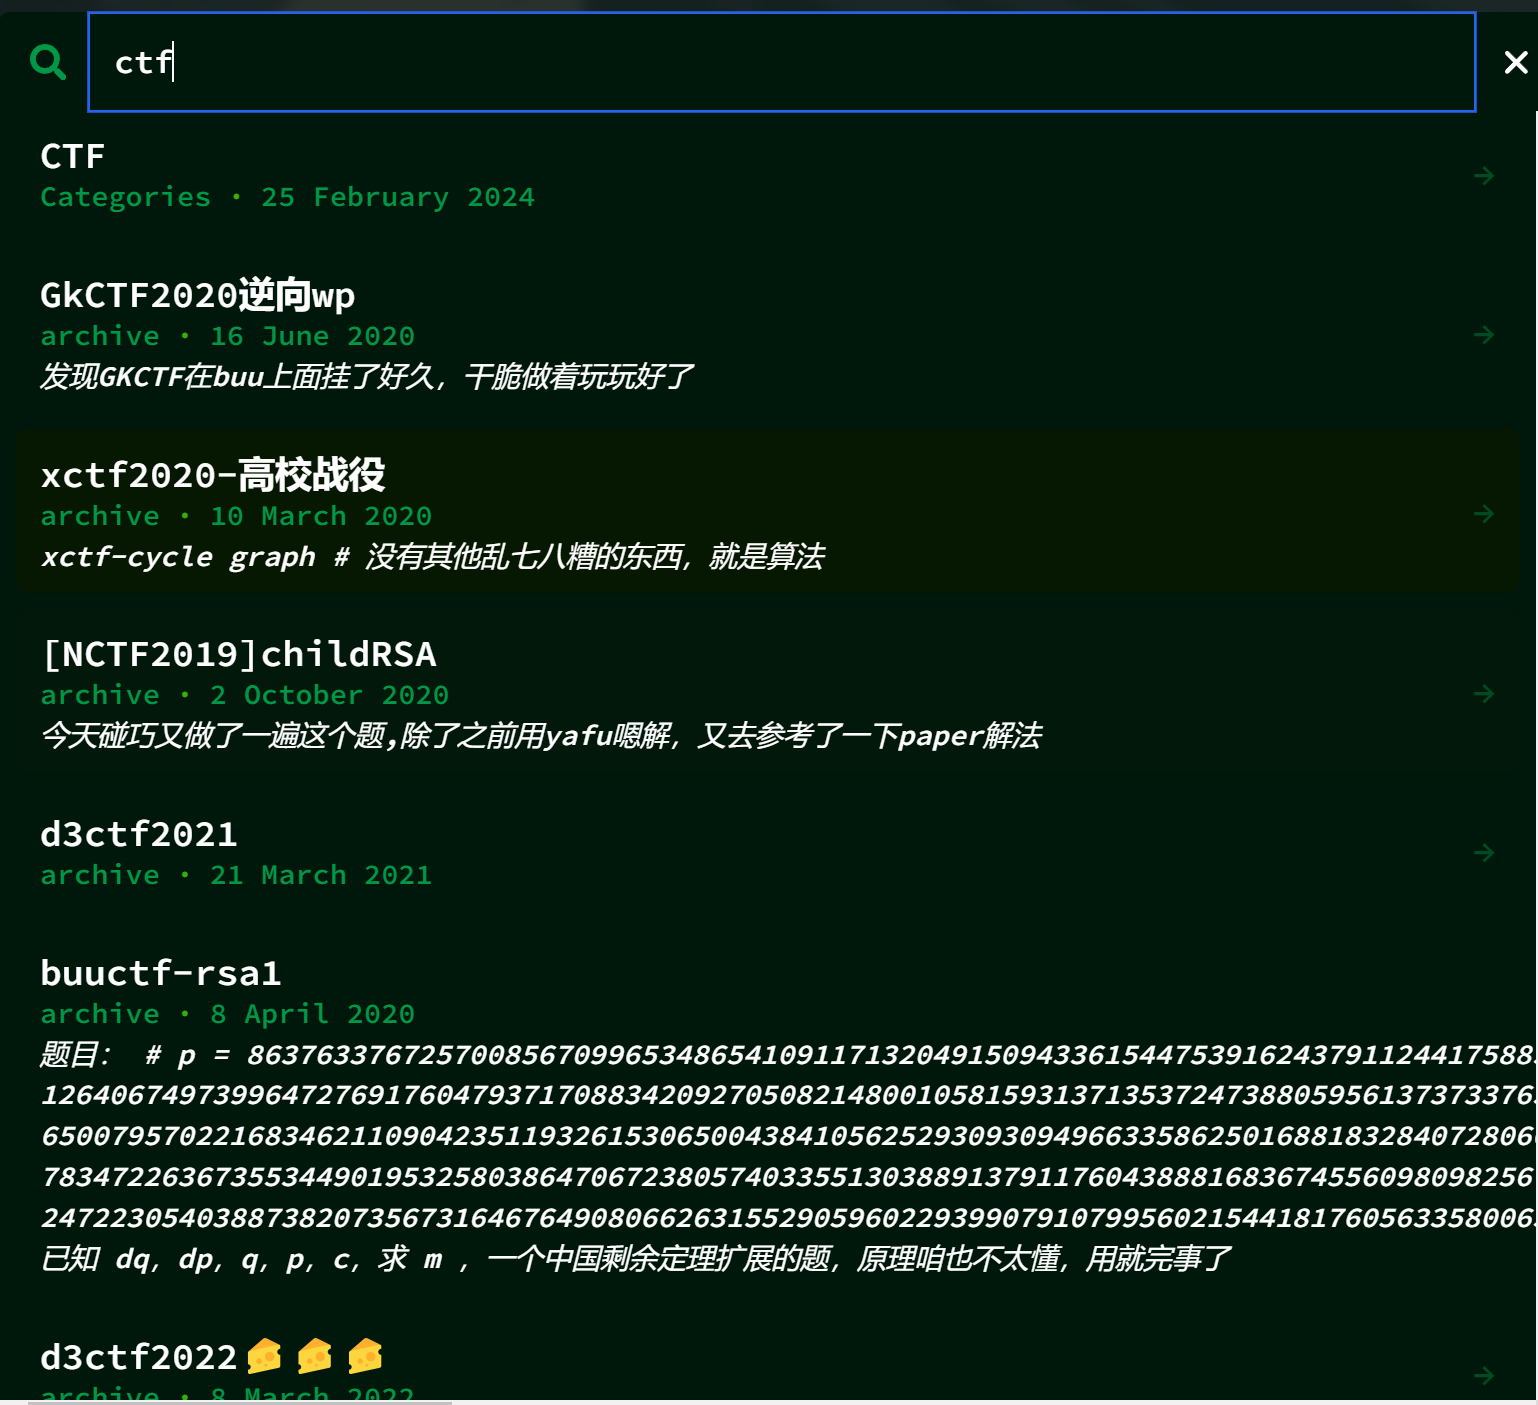 ctf
CTF
Categories · 25 February 2024
GkCTF2020逆向wp
archive · 16 June 2020
发现GKCTF在buu上面挂了好久，干脆做着玩玩好了
xctf2020-高校战役
archive · 10 March 2020
xctf-cycle graph # 没有其他乱七八糟的东西，就是算法
[NCTF2019]childRSA
archive · 2 October 2020
今天碰巧又做了一遍这个题,除了之前用yafu嗯解，又去参考了一下paper解法
d3ctf2021
archive · 21 March 2021
buuctf-rsa1
archive · 8 April 2020
题目： # p = 863763376725700856709965348654109117132049150943361544753916243791124417588
126406749739964727691760479371708834209270508214800105815931371353724738805956137373376
65007957022168346211090423511932615306500438410562529309309496633586250168818328407280
783472263673553449019532580386470672380574033551303889137911760438881683674556098098256
2472230540388738207356731646764908066263155290596022939907910799560215441817605633580​06
已知 dq，dp，q，p，c，求 m ，一个中国剩余定理扩展的题，原理咱也不太懂，用就完事了
d3ctf2022🧀🧀🧀
archive · 8 March 2022